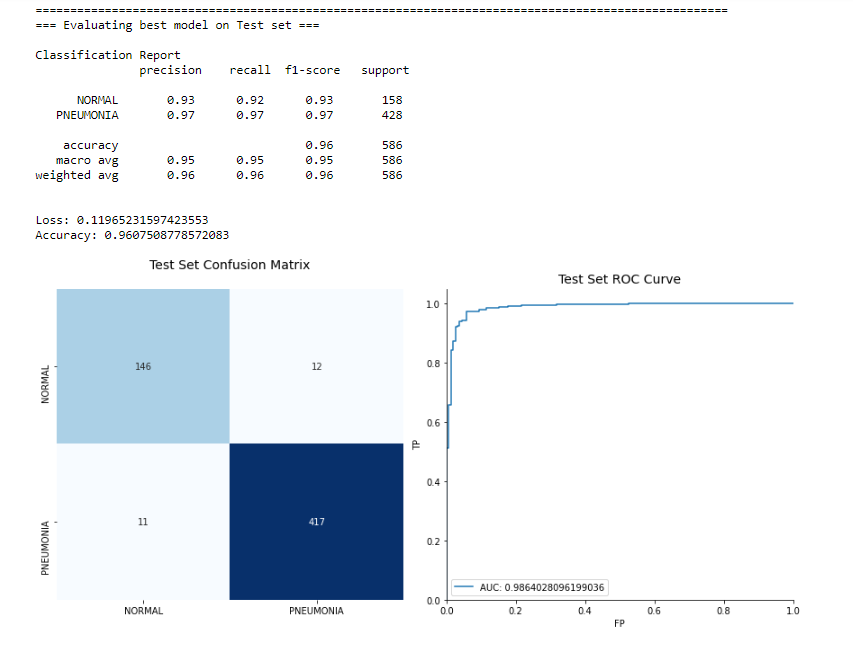 ====================================================================================================
=== Evaluating best model on Test set ===
Classification Report
precision recall f1-score support
NORMAL 0.93 0.92 0.93 158
PNEUMONIA 0.97 0.97 0.97 428
accuracy 0.96 586
macro avg 0.95 0.95 0.95 586
weighted avg 0.96 0.96 0.96 586
Loss: 0.11965231597423553
Accuracy: 0.9607508778572083
Test Set Confusion Matrix
NORMAL
146 12
PNEUMONIA
11 417
NORMAL PNEUMONIA
Test Set ROC Curve
1.0
0.8
0.6
TP
0.4
0.2
0.0
AUC: 0.9864028096199036
0.0 0.2 0.4 0.6 0.8 1.0
FP